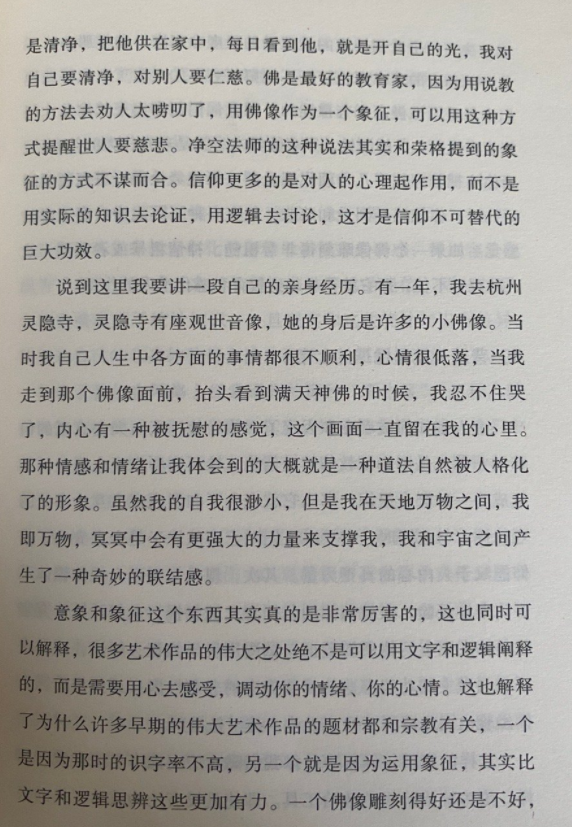 是清净，把他供在家中，每日看到他，就是开自己的光，我对
自己要清净，对别人要仁慈。佛是最好的教育家，因为用说教
的方法去劝人太唠叨了，用佛像作为一个象征，可以用这种方
式提醒世人要慈悲。净空法师的这种说法其实和荣格提到的象
征的方式不谋而合。信仰更多的是对人的心理起作用，而不是
用实际的知识去论证，用逻辑去讨论，这才是信仰不可替代的
巨大功效。
说到这里我要讲一段自己的亲身经历。有一年，我去杭州
灵隐寺，灵隐寺有座观世音像，她的身后是许多的小佛像。当
时我自己人生中各方面的事情都很不顺利，心情很低落，当我
走到那个佛像面前，抬头看到满天神佛的时候，我忍不住哭
了，内心有一种被抚慰的感觉，这个画面一直留在我的心里。
那种情感和情绪让我体会到的大概就是一种道法自然被人格化
了的形象。虽然我的自我很渺小，但是我在天地万物之间，我
即万物，冥冥中会有更强大的力量来支撑我，我和宇宙之间产
生了一种奇妙的联结感。
意象和象征这个东西其实真的是非常厉害的，这也同时可
以解释，很多艺术作品的伟大之处绝不是可以用文字和逻辑阐释
的，而是需要用心去感受，调动你的情绪、你的心情。这也解释
了为什么许多早期的伟大艺术作品的题材都和宗教有关，一个
是因为那时的识字率不高，另一个就是因为运用象征，其实比
文字和逻辑思辨这些更加有力。一个佛像雕刻得好还是不好，